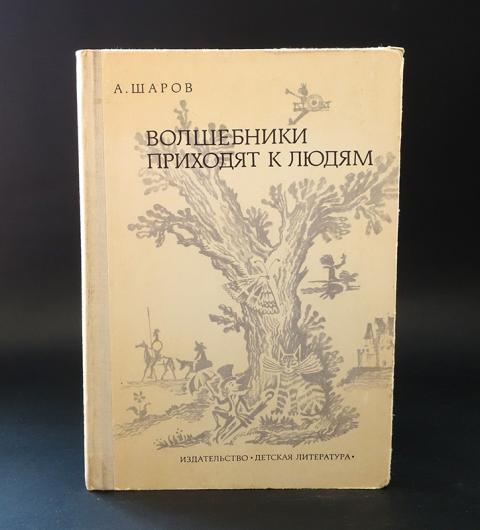 А. ШАРОВ
ВОЛШЕБНИКИ
ПРИХОДЯТ К ЛЮДЯМ
ИЗДАТЕЛЬСТВО • ДЕТСКАЯ ЛИТЕРАТУРА •